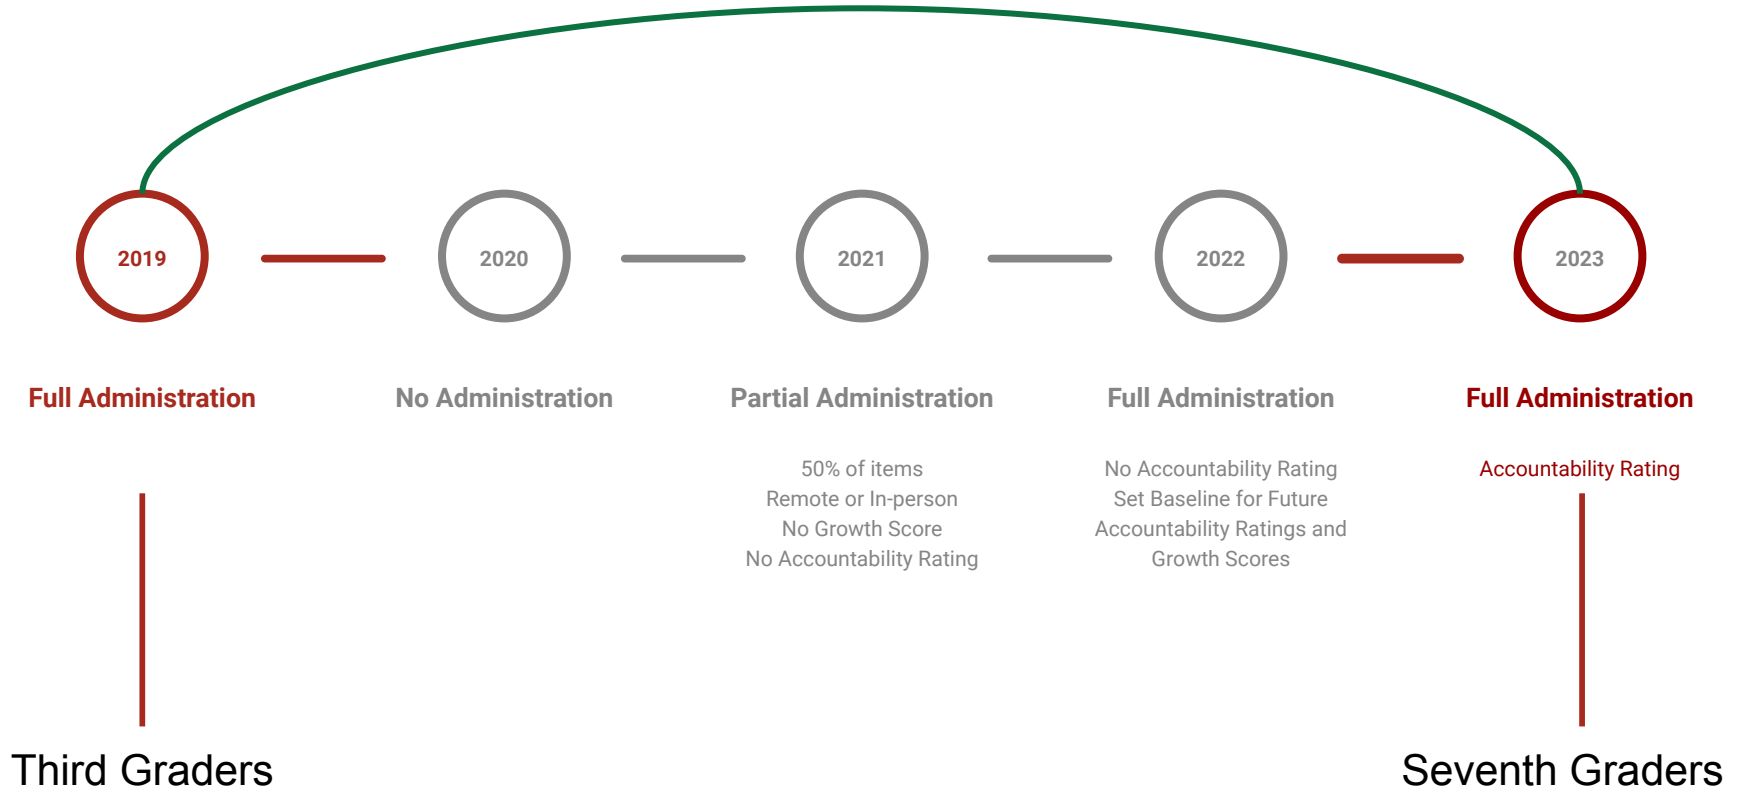 2019
2020
2021
2022
2023
Full Administration
No Administration
Partial Administration
Full Administration
Full Administration
50% of items
Remote or In-person
No Growth Score
No Accountability Rating
No Accountability Rating
Set Baseline for Future
Accountability Ratings and
Growth Scores
Accountability Rating
Third Graders
Seventh Graders